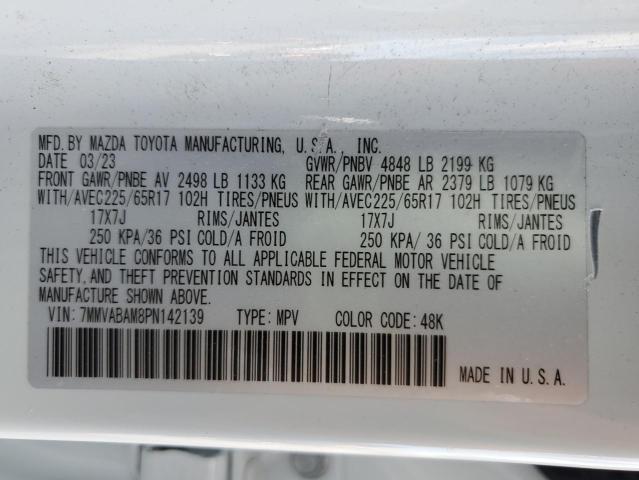 MFD. BY MAZDA TOYOTA MANUFACTURING, U.S.A., INC.
DATE 03/23 GVWR/PNBV 4848 LB 2199 KG
FRONT GAWR/PNBE AV 2498 LB 1133 KG REAR GAWR/PNBE AR 2379 LB 1079 KG
WITH/AVEC225/65R17 102H TIRES/PNEUS WITH/AVEC225/65R17 102H TIRES/PNEUS
17X7J RIMS/JANTES 17X7J RIMS/JANTES
250 KPA/36 PSI COLD/A FROID 250 KPA/ 36 PSI COLD/A FROID
THIS VEHICLE CONFORMS TO ALL APPLICABLE FEDERAL MOTOR VEHICLE
SAFETY, AND THEFT PREVENTION STANDARDS IN EFFECT ON THE DATE OF
MANUFACTURE SHOWN ABOVE.
VIN: 7MMVABAM8PN142139 TYPE: MPV COLOR CODE: 48K
MADE IN U.S.A.